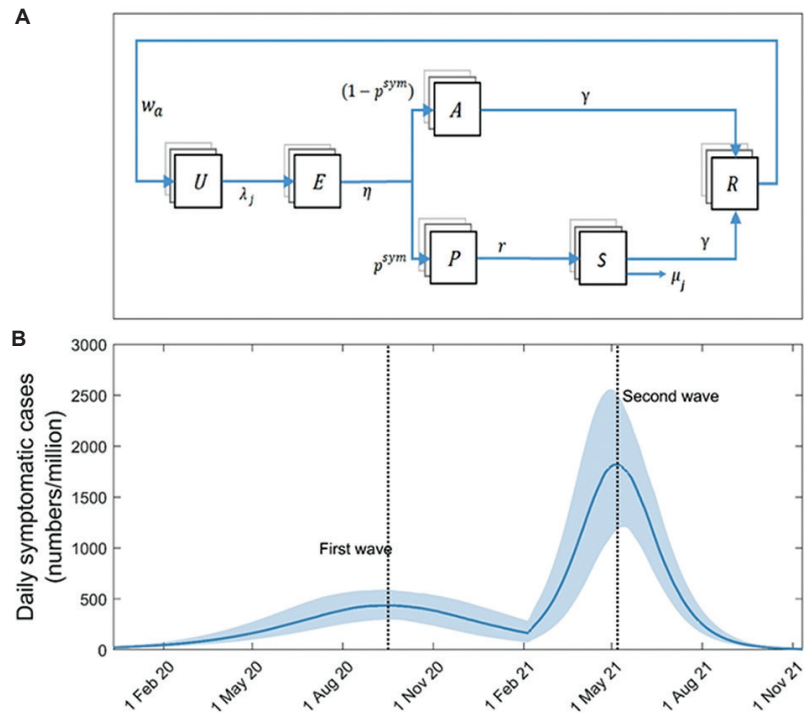 A
(1 − p^sym)
A
γ
w_a
U
λ_j
E
η
R
p^sym
P
r
S
γ
μ_j
B
Daily symptomatic cases
(numbers/million)
3000
2500
2000
1500
1000
500
0
First wave
Second wave
1 Feb 20
1 May 20
1 Aug 20
1 Nov 20
1 Feb 21
1 May 21
1 Aug 21
1 Nov 21